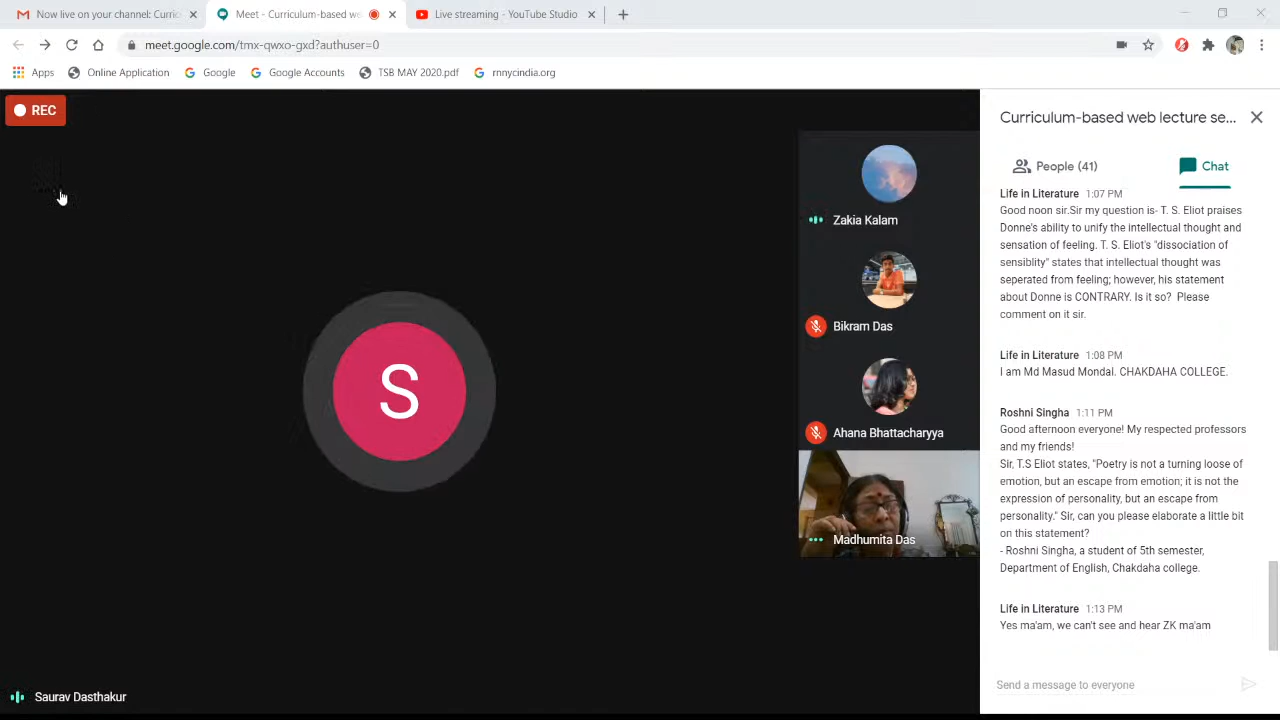 Now live on your channel: Curric
Meet - Curriculum-based we
Live streaming - YouTube Studio
meet.google.com/tmx-qwxo-gxd?authuser=0
Apps
Online Application
Google
Google Accounts
TSB MAY 2020.pdf
rnnycindia.org
REC
Curriculum-based web lecture se...
People (41)
Chat
Life in Literature 1:07 PM
Good noon sir.Sir my question is- T. S. Eliot praises
Donne's ability to unify the intellectual thought and
sensation of feeling. T. S. Eliot's "dissociation of
sensiblity" states that intellectual thought was
seperated from feeling; however, his statement
about Donne is CONTRARY. Is it so? Please
comment on it sir.
Life in Literature 1:08 PM
I am Md Masud Mondal. CHAKDAHA COLLEGE.
Roshni Singha 1:11 PM
Good afternoon everyone! My respected professors
and my friends!
Sir, T.S Eliot states, "Poetry is not a turning loose of
emotion, but an escape from emotion; it is not the
expression of personality, but an escape from
personality." Sir, can you please elaborate a little bit
on this statement?
- Roshni Singha, a student of 5th semester,
Department of English, Chakdaha college.
Life in Literature 1:13 PM
Yes ma'am, we can't see and hear ZK ma'am
Send a message to everyone
Zakia Kalam
Bikram Das
Ahana Bhattacharyya
Madhumita Das
S
Saurav Dasthakur